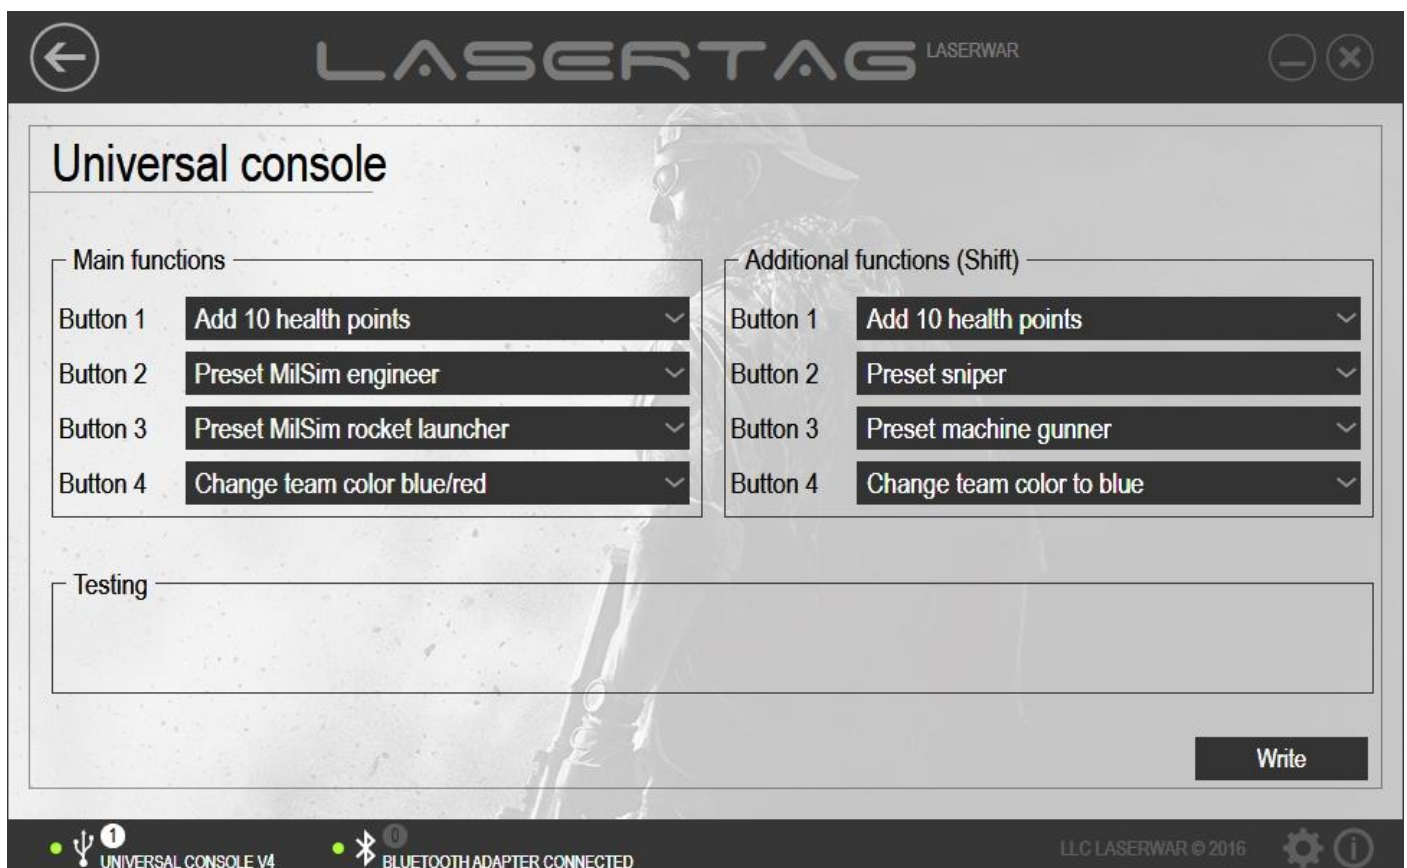 LASERTAG LASERWAR
Universal console
Main functions
Button 1 Add 10 health points
Button 2 Preset MilSim engineer
Button 3 Preset MilSim rocket launcher
Button 4 Change team color blue/red
Additional functions (Shift)
Button 1 Add 10 health points
Button 2 Preset sniper
Button 3 Preset machine gunner
Button 4 Change team color to blue
Testing
Write
1
UNIVERSAL CONSOLE V4
0
BLUETOOTH ADAPTER CONNECTED
LLC LASERWAR © 2016